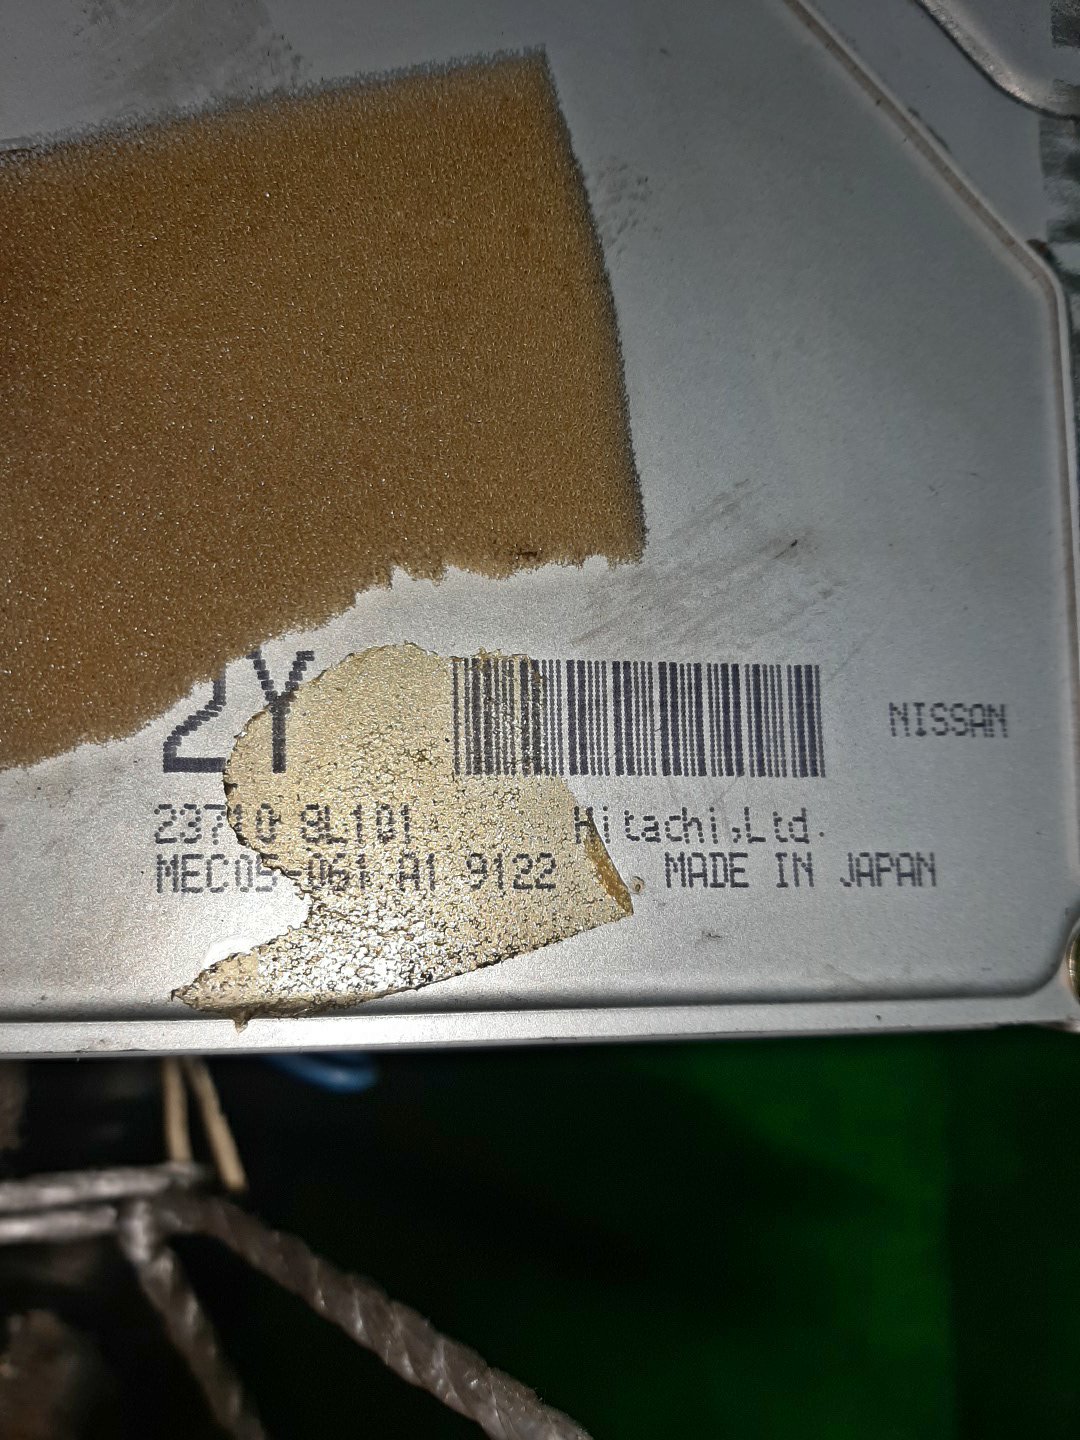 2Y
NISSAN
23710 8L101 Hitachi,Ltd.
MEC05-061 A1 9122 MADE IN JAPAN